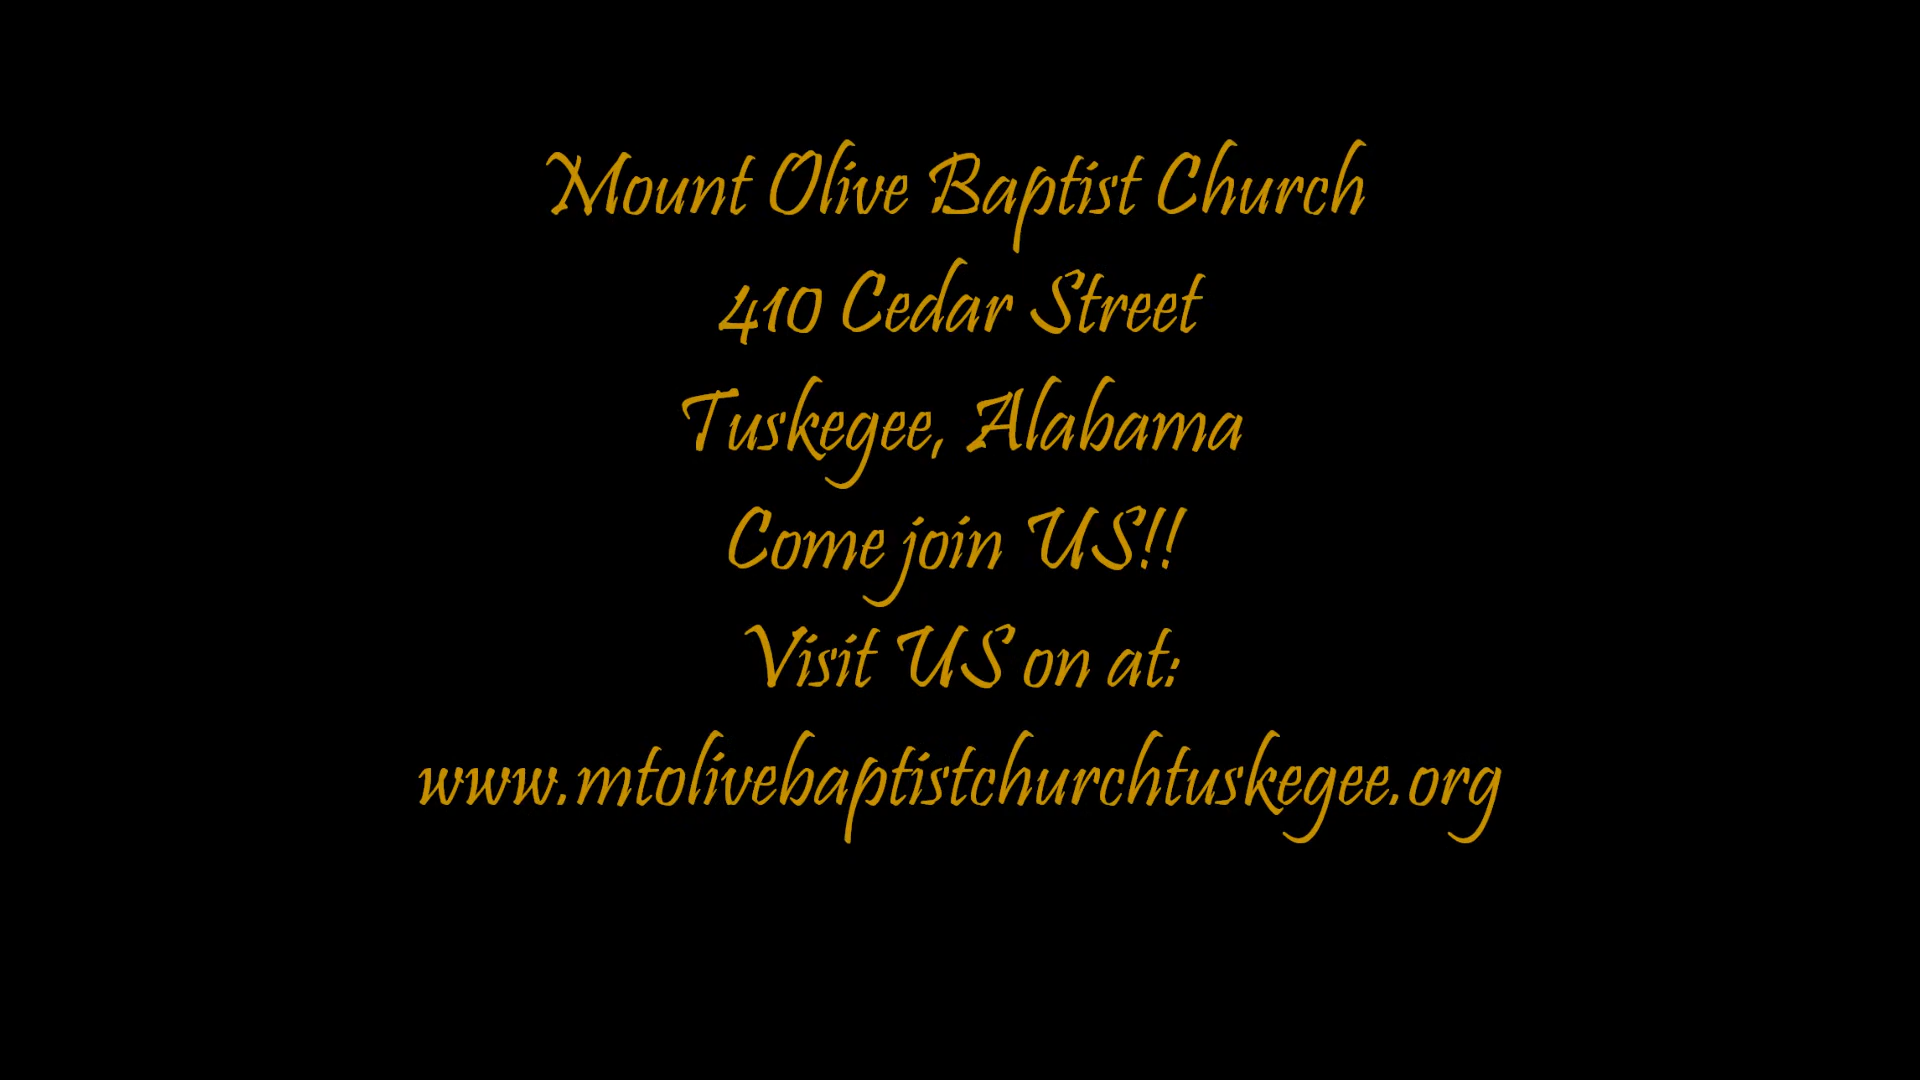 Mount Olive Baptist Church
410 Cedar Street
Tuskegee, Alabama
Come join US!!
Visit US on at:
www.mtolivebaptistchurchtuskegee.org